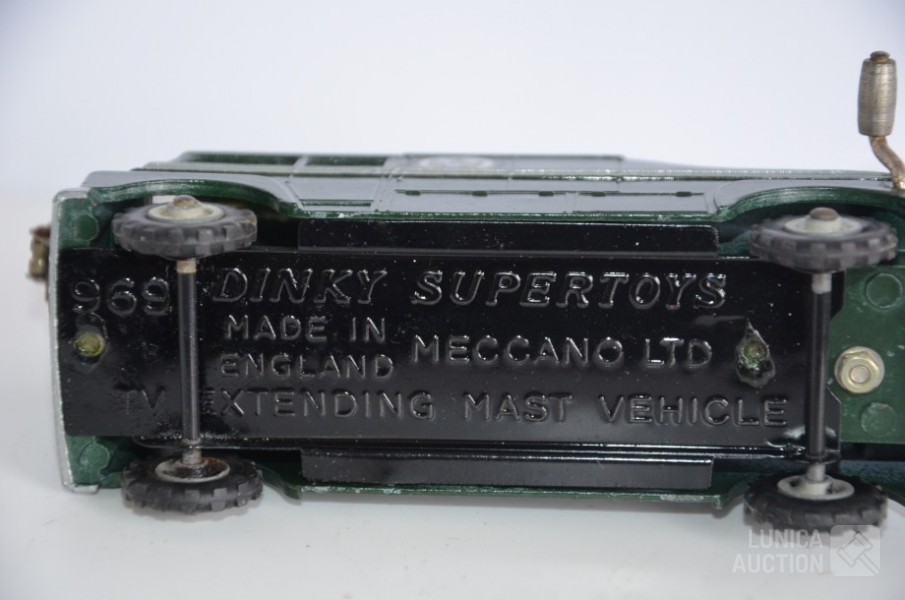 969 DINKY SUPERTOYS
MADE IN
ENGLAND
MECCANO LTD
TV EXTENDING MAST VEHICLE
LUNICA
AUCTION